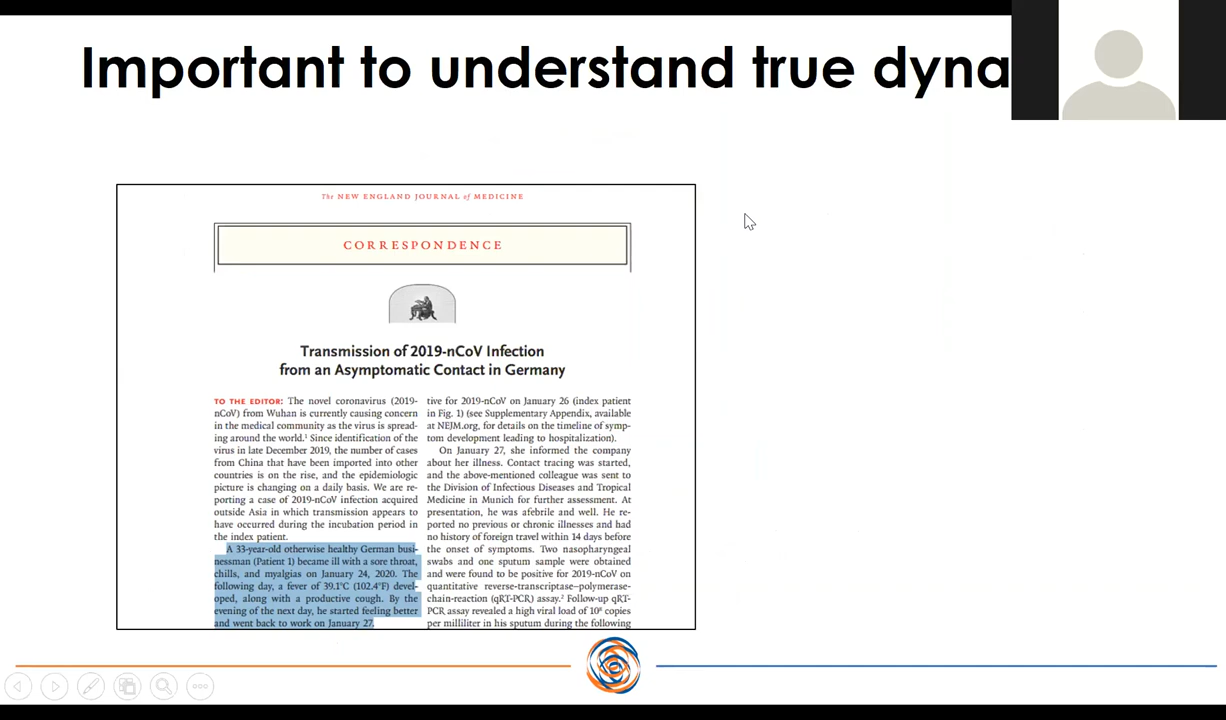 Important to understand true dyna
The NEW ENGLAND JOURNAL of MEDICINE
CORRESPONDENCE
Transmission of 2019-nCoV Infection
from an Asymptomatic Contact in Germany
TO THE EDITOR: The novel coronavirus (2019-
nCoV) from Wuhan is currently causing concern
in the medical community as the virus is spread-
ing around the world.¹ Since identification of the
virus in late December 2019, the number of cases
from China that have been imported into other
countries is on the rise, and the epidemiologic
picture is changing on a daily basis. We are re-
porting a case of 2019-nCoV infection acquired
outside Asia in which transmission appears to
have occurred during the incubation period in
the index patient.
A 33-year-old otherwise healthy German busi-
nessman (Patient 1) became ill with a sore throat,
chills, and myalgias on January 24, 2020. The
following day, a fever of 39.1°C (102.4°F) devel-
oped, along with a productive cough. By the
evening of the next day, he started feeling better
and went back to work on January 27.
tive for 2019-nCoV on January 26 (index patient
in Fig. 1) (see Supplementary Appendix, available
at NEJM.org, for details on the timeline of symp-
tom development leading to hospitalization).
On January 27, she informed the company
about her illness. Contact tracing was started,
and the above-mentioned colleague was sent to
the Division of Infectious Diseases and Tropical
Medicine in Munich for further assessment. At
presentation, he was afebrile and well. He re-
ported no previous or chronic illnesses and had
no history of foreign travel within 14 days before
the onset of symptoms. Two nasopharyngeal
swabs and one sputum sample were obtained
and were found to be positive for 2019-nCoV on
quantitative reverse-transcriptase–polymerase-
chain-reaction (qRT-PCR) assay.² Follow-up qRT-
PCR assay revealed a high viral load of 10⁸ copies
per milliliter in his sputum during the following